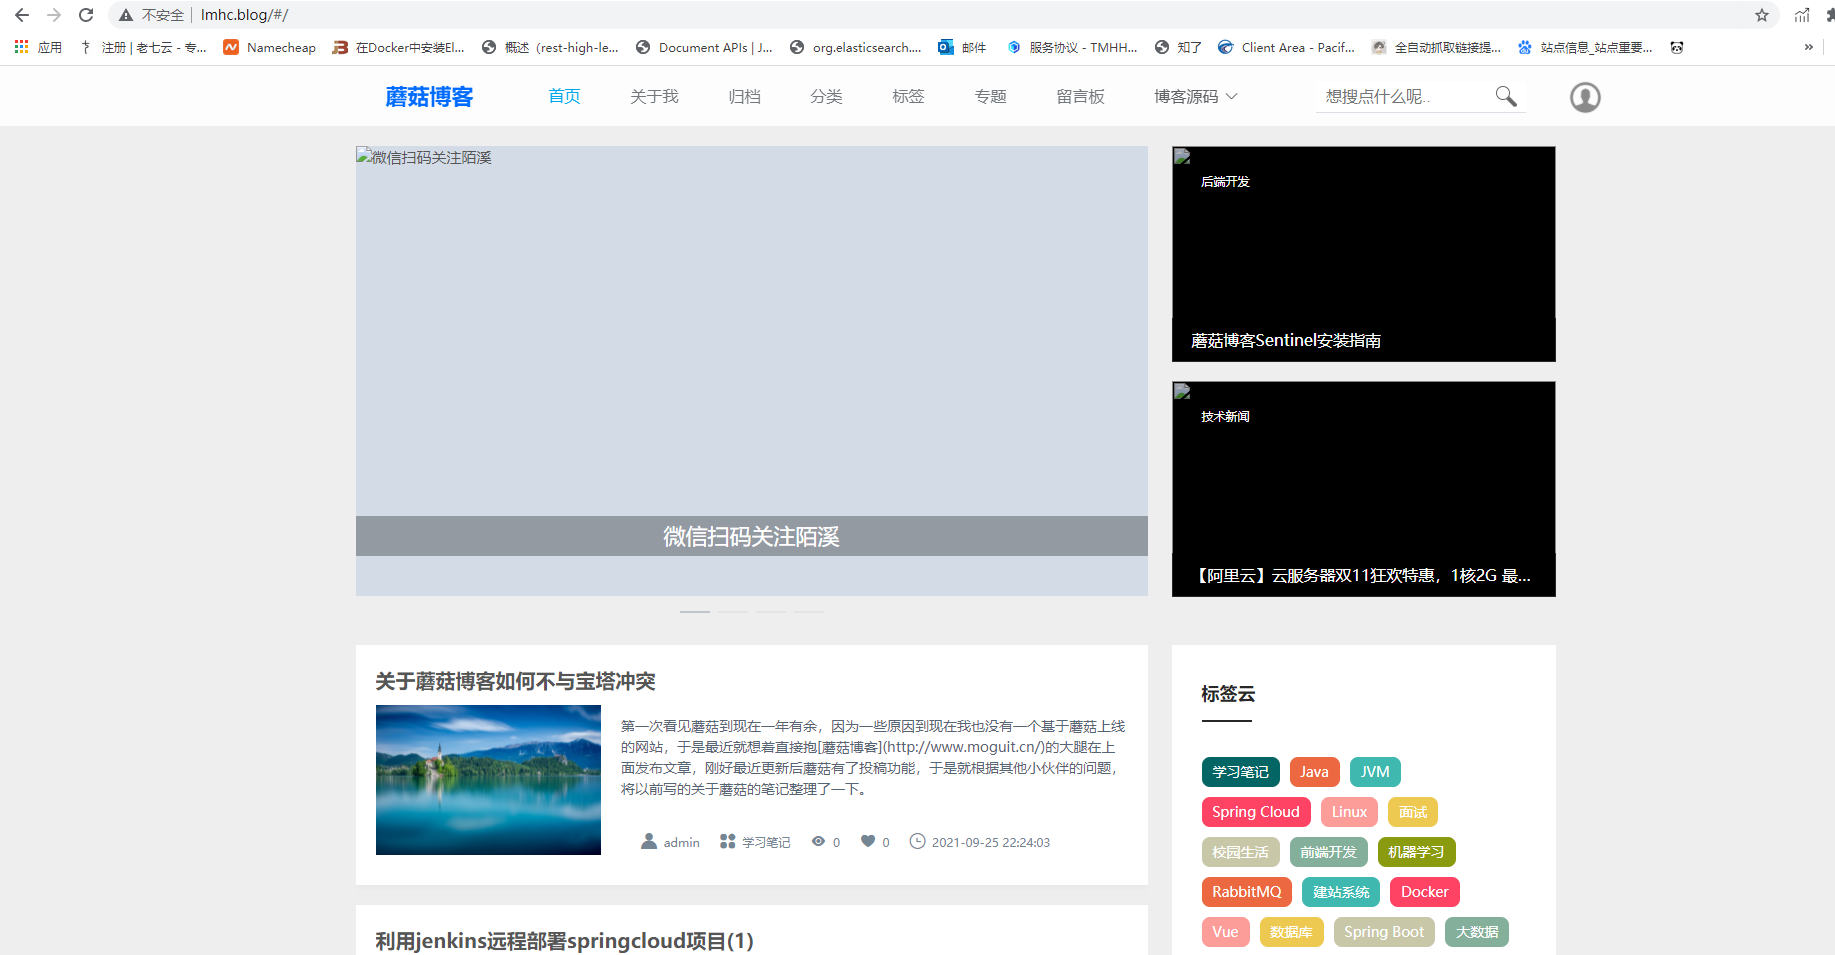 不安全 | lmhc.blog/#/
应用 注册 | 老七云 - 专... Namecheap 在Docker中安装El... 概述（rest-high-le... Document APIs | J... org.elasticsearch.... 邮件 服务协议 - TMHH... 知了 Client Area - Pacif... 全自动抓取链接提... 站点信息_站点重要... »
蘑菇博客 首页 关于我 归档 分类 标签 专题 留言板 博客源码 想搜点什么呢..
微信扫码关注陌溪
微信扫码关注陌溪
后端开发
蘑菇博客Sentinel安装指南
技术新闻
【阿里云】云服务器双11狂欢特惠，1核2G 最...
关于蘑菇博客如何不与宝塔冲突
第一次看见蘑菇到现在一年有余，因为一些原因到现在我也没有一个基于蘑菇上线
的网站，于是最近就想着直接抱[蘑菇博客](http://www.moguit.cn/)的大腿在上
面发布文章，刚好最近更新后蘑菇有了投稿功能，于是就根据其他小伙伴的问题，
将以前写的关于蘑菇的笔记整理了一下。
admin 学习笔记 0 0 2021-09-25 22:24:03
利用jenkins远程部署springcloud项目(1)
标签云
学习笔记 Java JVM
Spring Cloud Linux 面试
校园生活 前端开发 机器学习
RabbitMQ 建站系统 Docker
Vue 数据库 Spring Boot 大数据